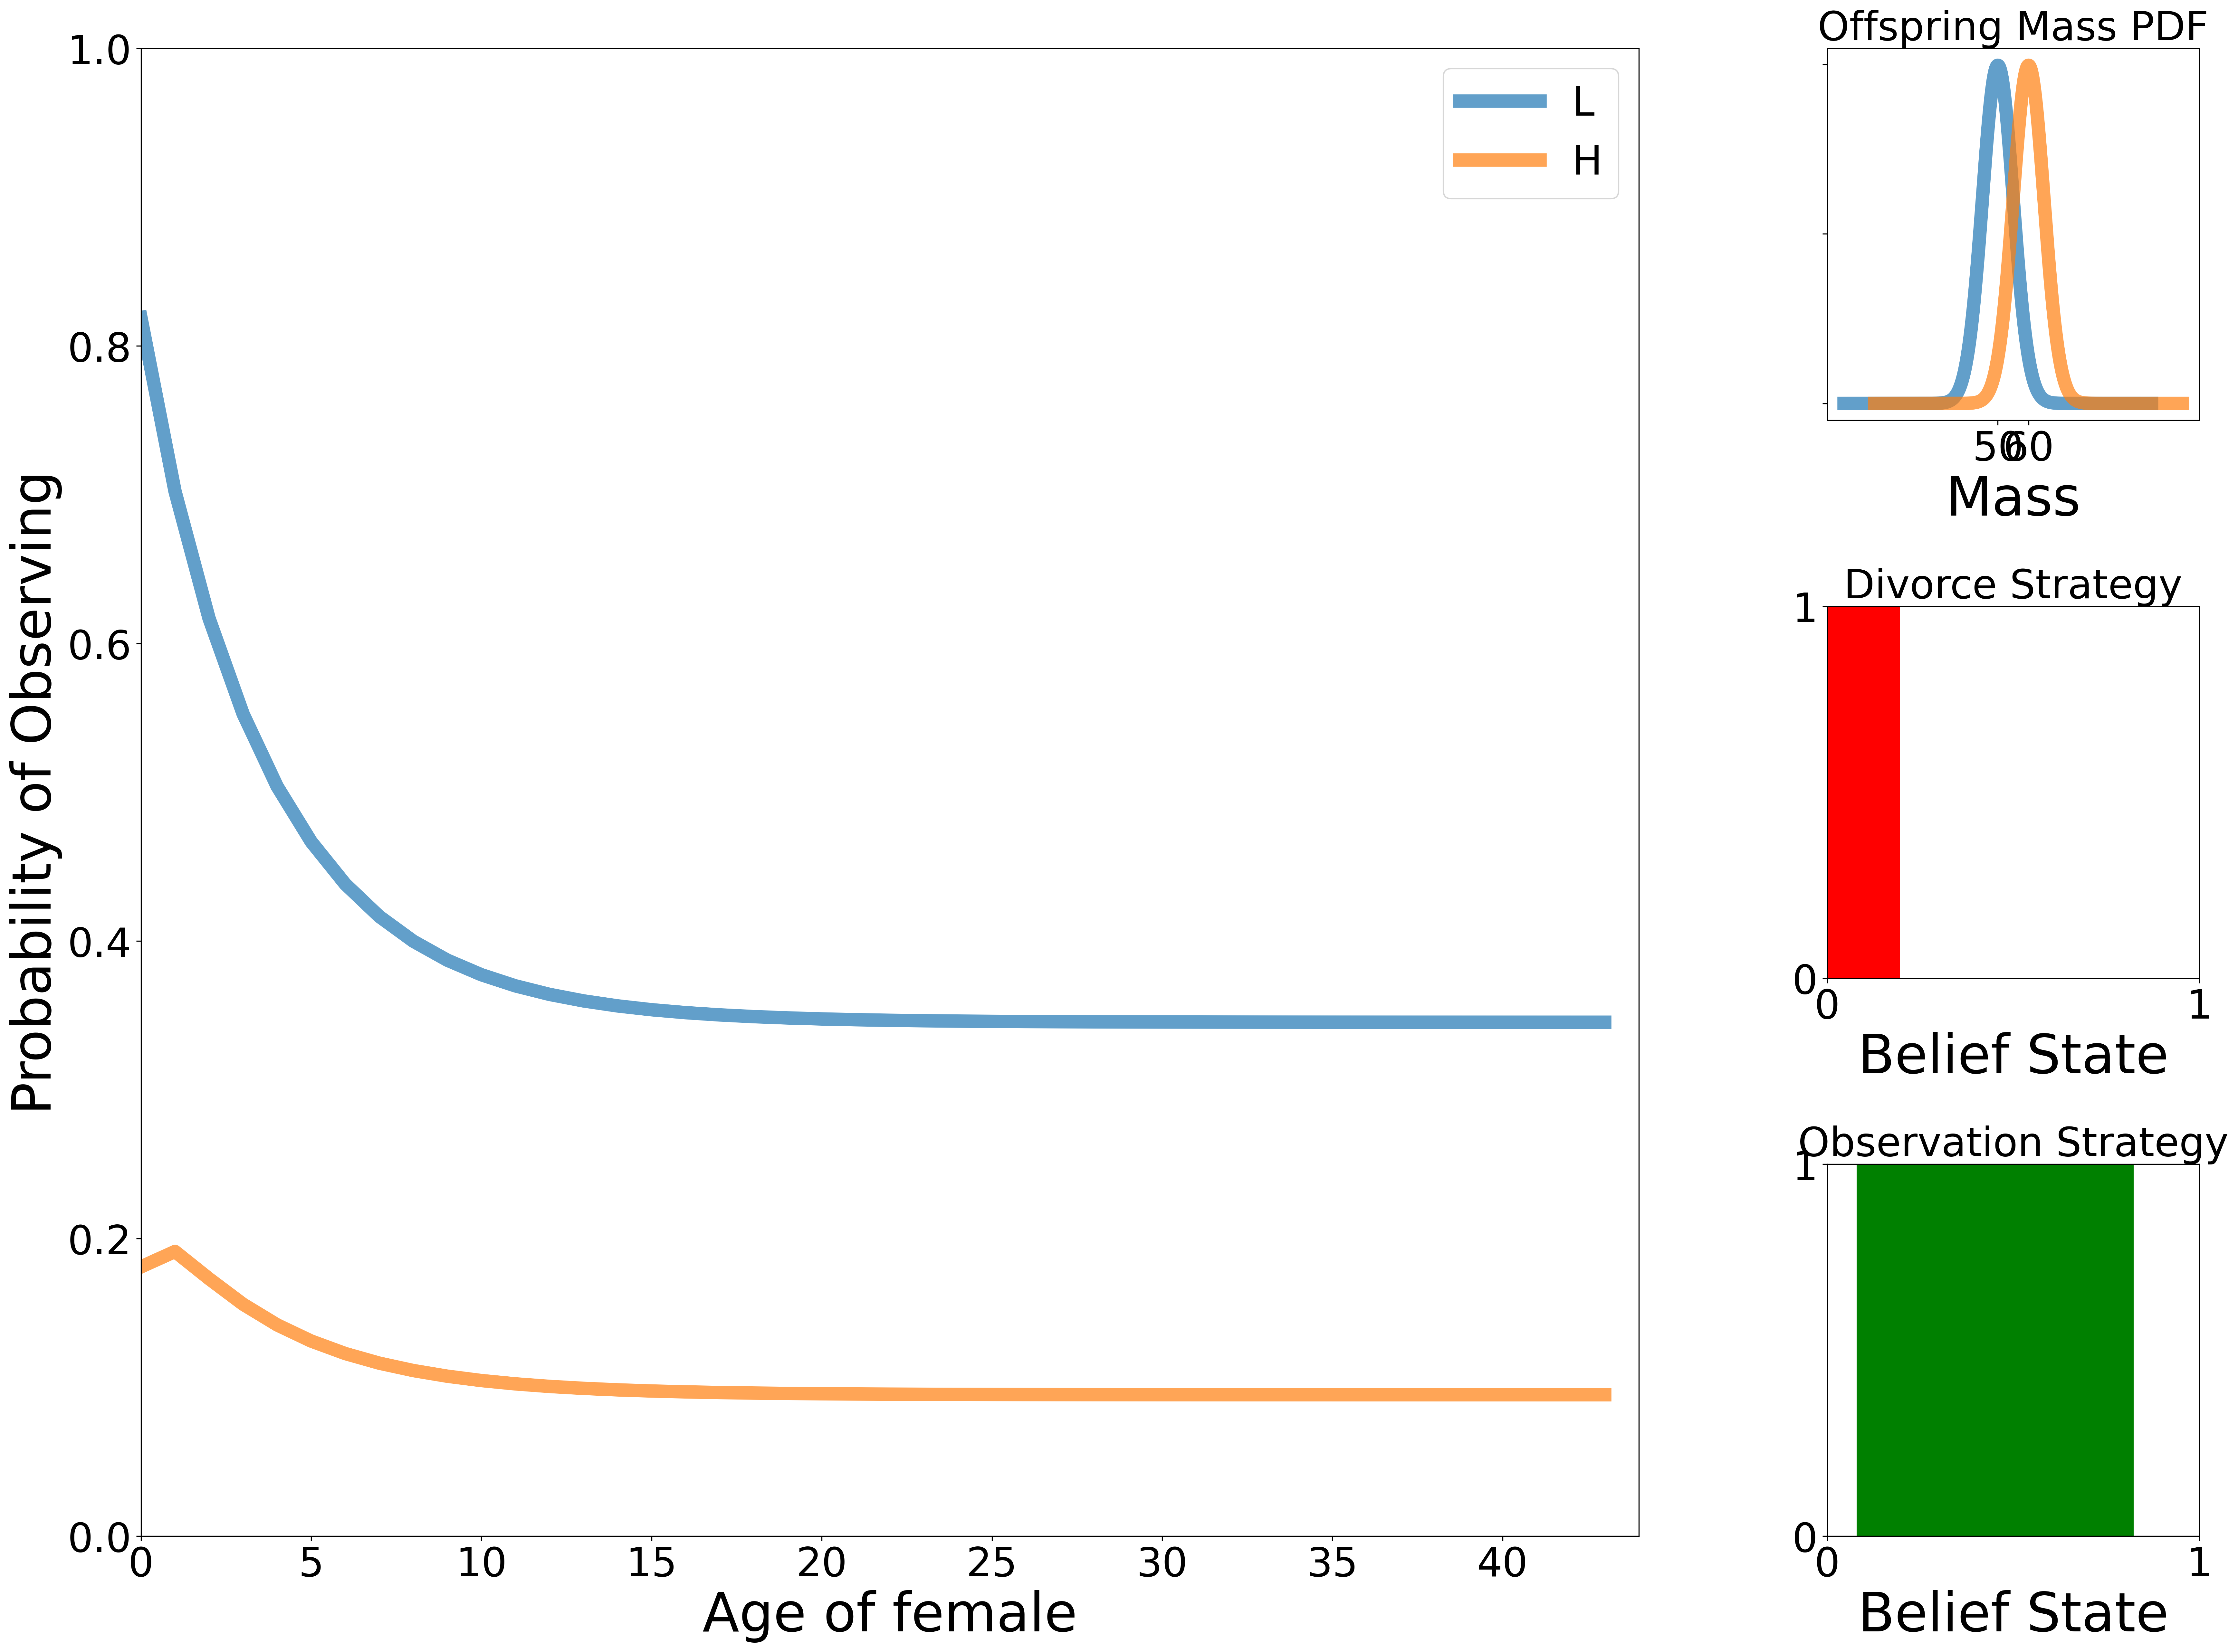 Probability of Observing
1.0
0.8
0.6
0.4
0.2
0.0
0 5 10 15 20 25 30 35 40
Age of female
L
H
Offspring Mass PDF
50 60
Mass
Divorce Strategy
1
0
0 1
Belief State
Observation Strategy
1
0
0 1
Belief State